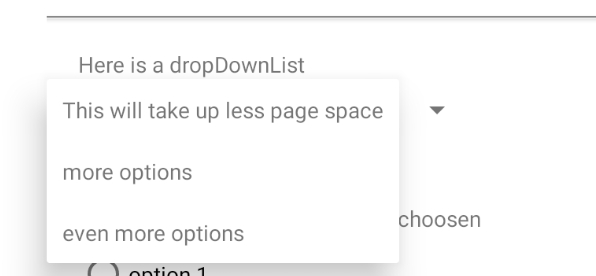 Here is a dropDownList
This will take up less page space
more options
even more options
choosen
option 1